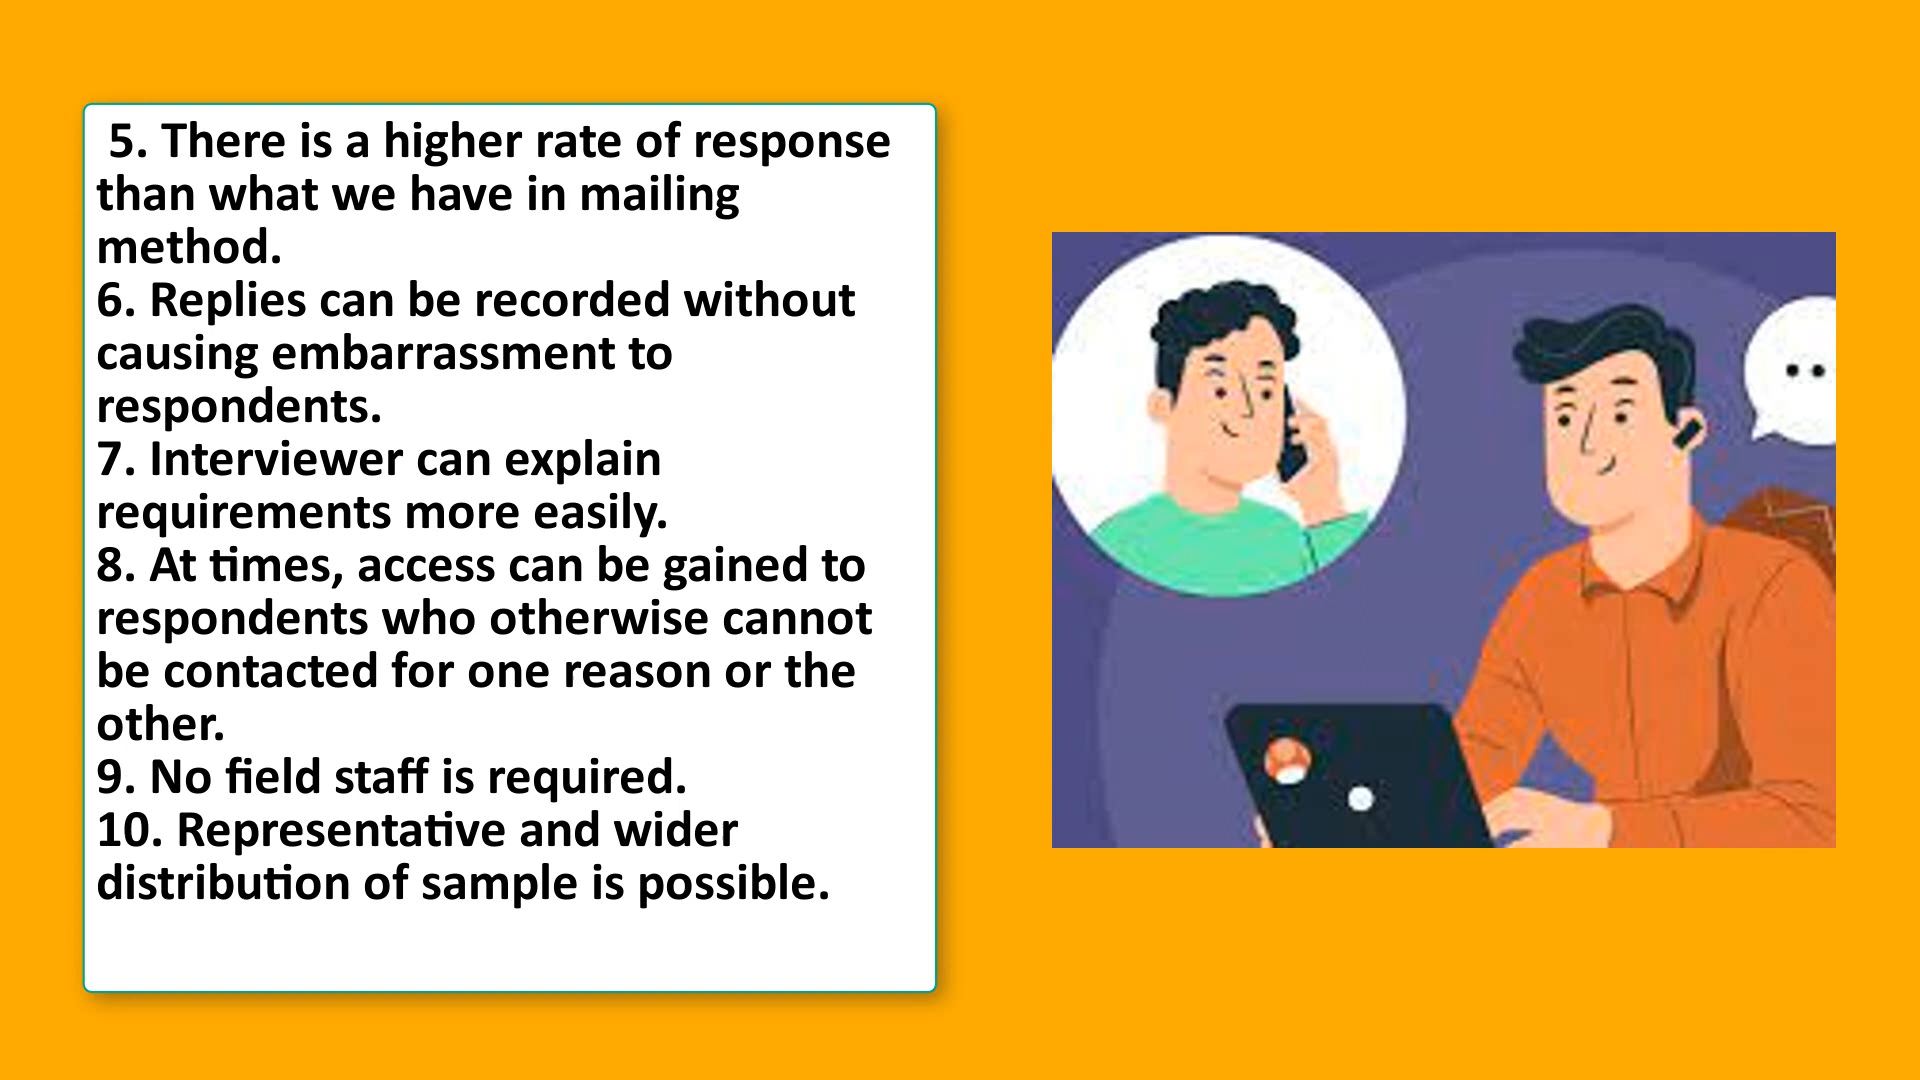 5. There is a higher rate of response
than what we have in mailing
method.
6. Replies can be recorded without
causing embarrassment to
respondents.
7. Interviewer can explain
requirements more easily.
8. At times, access can be gained to
respondents who otherwise cannot
be contacted for one reason or the
other.
9. No field staff is required.
10. Representative and wider
distribution of sample is possible.